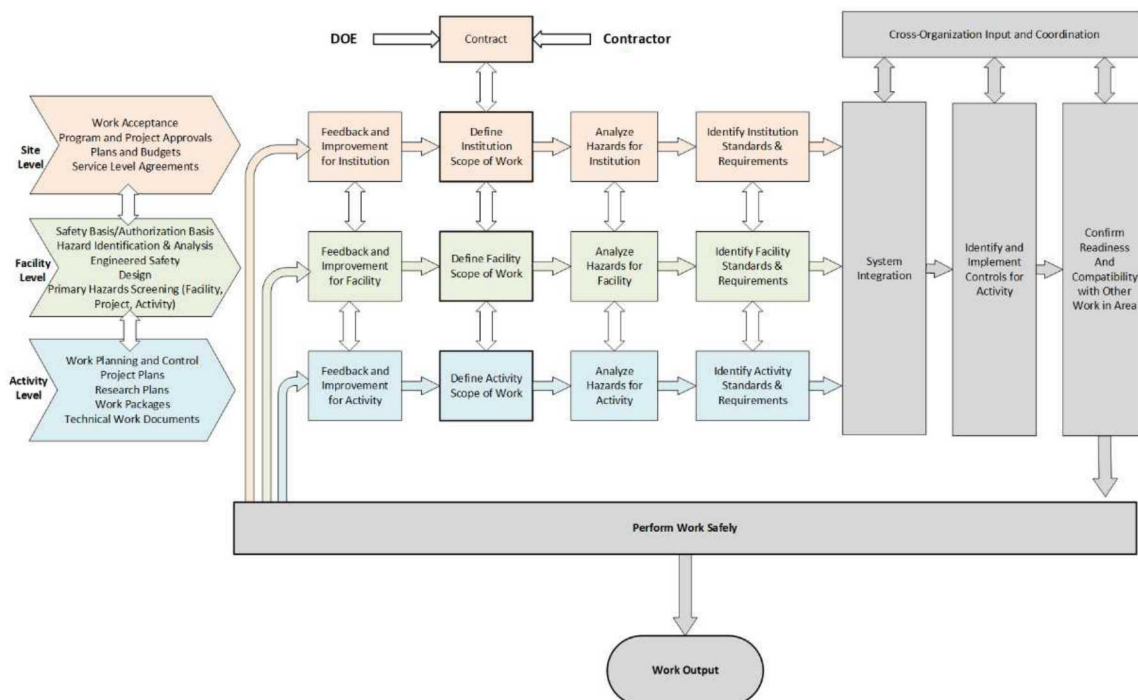 DOE
Contract
Contractor
Cross-Organization Input and Coordination
Site
Level
Work Acceptance
Program and Project Approvals
Plans and Budgets
Service Level Agreements
Feedback and
Improvement
for Institution
Define
Institution
Scope of Work
Analyze
Hazards for
Institution
Identify Institution
Standards &
Requirements
Facility
Level
Safety Basis/Authorization Basis
Hazard Identification & Analysis
Engineered Safety
Design
Primary Hazards Screening (Facility,
Project, Activity)
Feedback and
Improvement
for Facility
Define Facility
Scope of Work
Analyze
Hazards for
Facility
Identify Facility
Standards &
Requirements
System
Integration
Identify and
Implement
Controls for
Activity
Confirm
Readiness
And
Compatibility
with Other
Work in Area
Activity
Level
Work Planning and Control
Project Plans
Research Plans
Work Packages
Technical Work Documents
Feedback and
Improvement
for Activity
Define Activity
Scope of Work
Analyze
Hazards for
Activity
Identify Activity
Standards &
Requirements
Perform Work Safely
Work Output